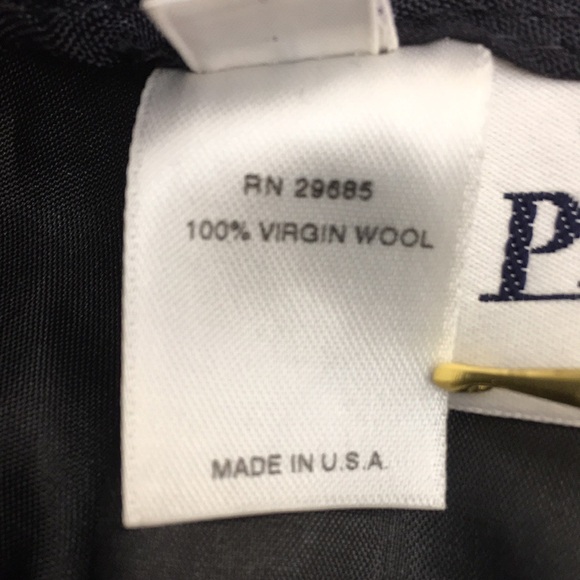 RN 29685
100% VIRGIN WOOL
MADE IN U.S.A.
P